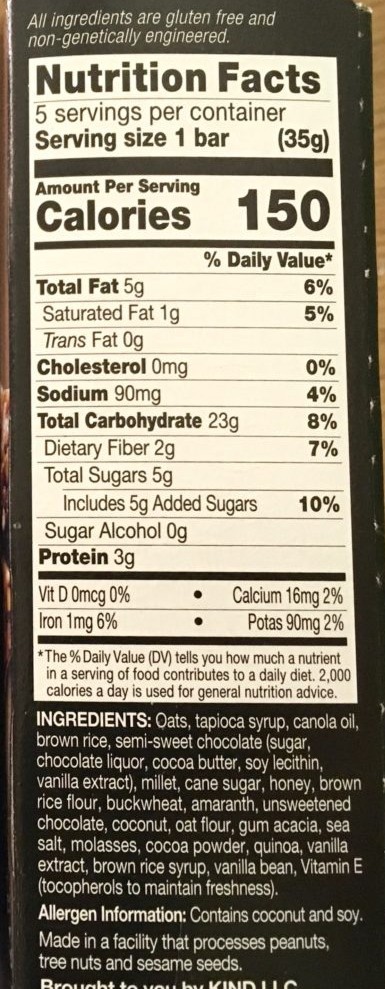 All ingredients are gluten free and
non-genetically engineered.
Nutrition Facts
5 servings per container
Serving size 1 bar (35g)
Amount Per Serving
Calories 150
% Daily Value*
Total Fat 5g 6%
Saturated Fat 1g 5%
Trans Fat 0g
Cholesterol 0mg 0%
Sodium 90mg 4%
Total Carbohydrate 23g 8%
Dietary Fiber 2g 7%
Total Sugars 5g
Includes 5g Added Sugars 10%
Sugar Alcohol 0g
Protein 3g
Vit D 0mcg 0% • Calcium 16mg 2%
Iron 1mg 6% • Potas 90mg 2%
*The % Daily Value (DV) tells you how much a nutrient
in a serving of food contributes to a daily diet. 2,000
calories a day is used for general nutrition advice.
INGREDIENTS: Oats, tapioca syrup, canola oil,
brown rice, semi-sweet chocolate (sugar,
chocolate liquor, cocoa butter, soy lecithin,
vanilla extract), millet, cane sugar, honey, brown
rice flour, buckwheat, amaranth, unsweetened
chocolate, coconut, oat flour, gum acacia, sea
salt, molasses, cocoa powder, quinoa, vanilla
extract, brown rice syrup, vanilla bean, Vitamin E
(tocopherols to maintain freshness).
Allergen Information: Contains coconut and soy.
Made in a facility that processes peanuts,
tree nuts and sesame seeds.
Brought to you by KIND LLC